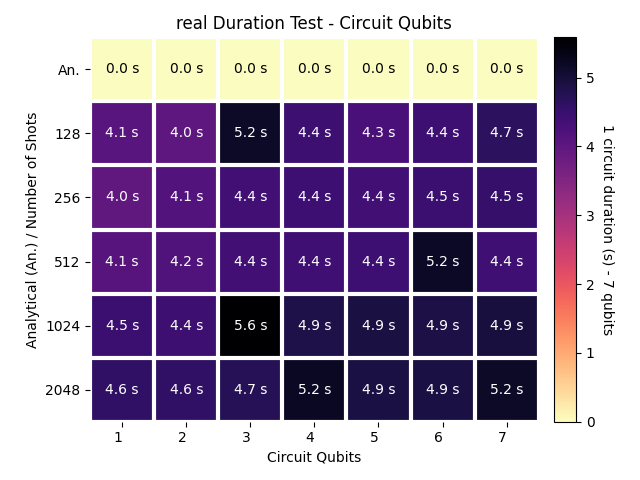 real Duration Test - Circuit Qubits
An. 0.0 s 0.0 s 0.0 s 0.0 s 0.0 s 0.0 s 0.0 s
128 4.1 s 4.0 s 5.2 s 4.4 s 4.3 s 4.4 s 4.7 s
256 4.0 s 4.1 s 4.4 s 4.4 s 4.4 s 4.5 s 4.5 s
512 4.1 s 4.2 s 4.4 s 4.4 s 4.4 s 5.2 s 4.4 s
1024 4.5 s 4.4 s 5.6 s 4.9 s 4.9 s 4.9 s 4.9 s
2048 4.6 s 4.6 s 4.7 s 5.2 s 4.9 s 4.9 s 5.2 s
1 2 3 4 5 6 7
Circuit Qubits
Analytical (An.) / Number of Shots
5
4
3
2
1
0
1 circuit duration (s) - 7 qubits